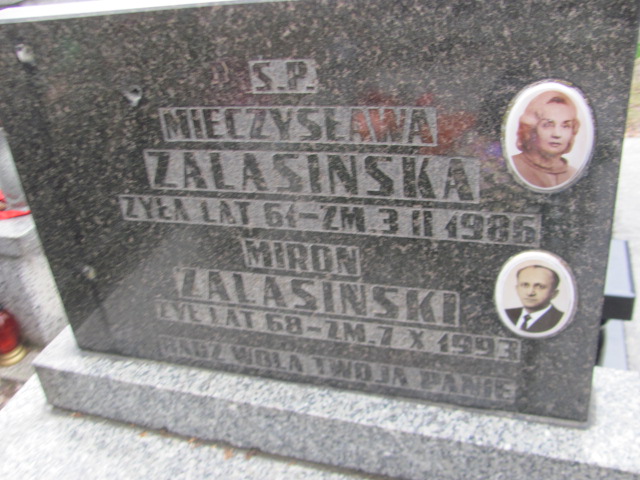 Ś.P.
MIECZYSŁAWA
ZALASIŃSKA
ŻYŁA LAT 61-ZM. 3 II 1985
MIRON
ZALASIŃSKI
ŻYŁ LAT 68-ZM. 7 X 1993
BĄDŹ WOLA TWOJA PANIE